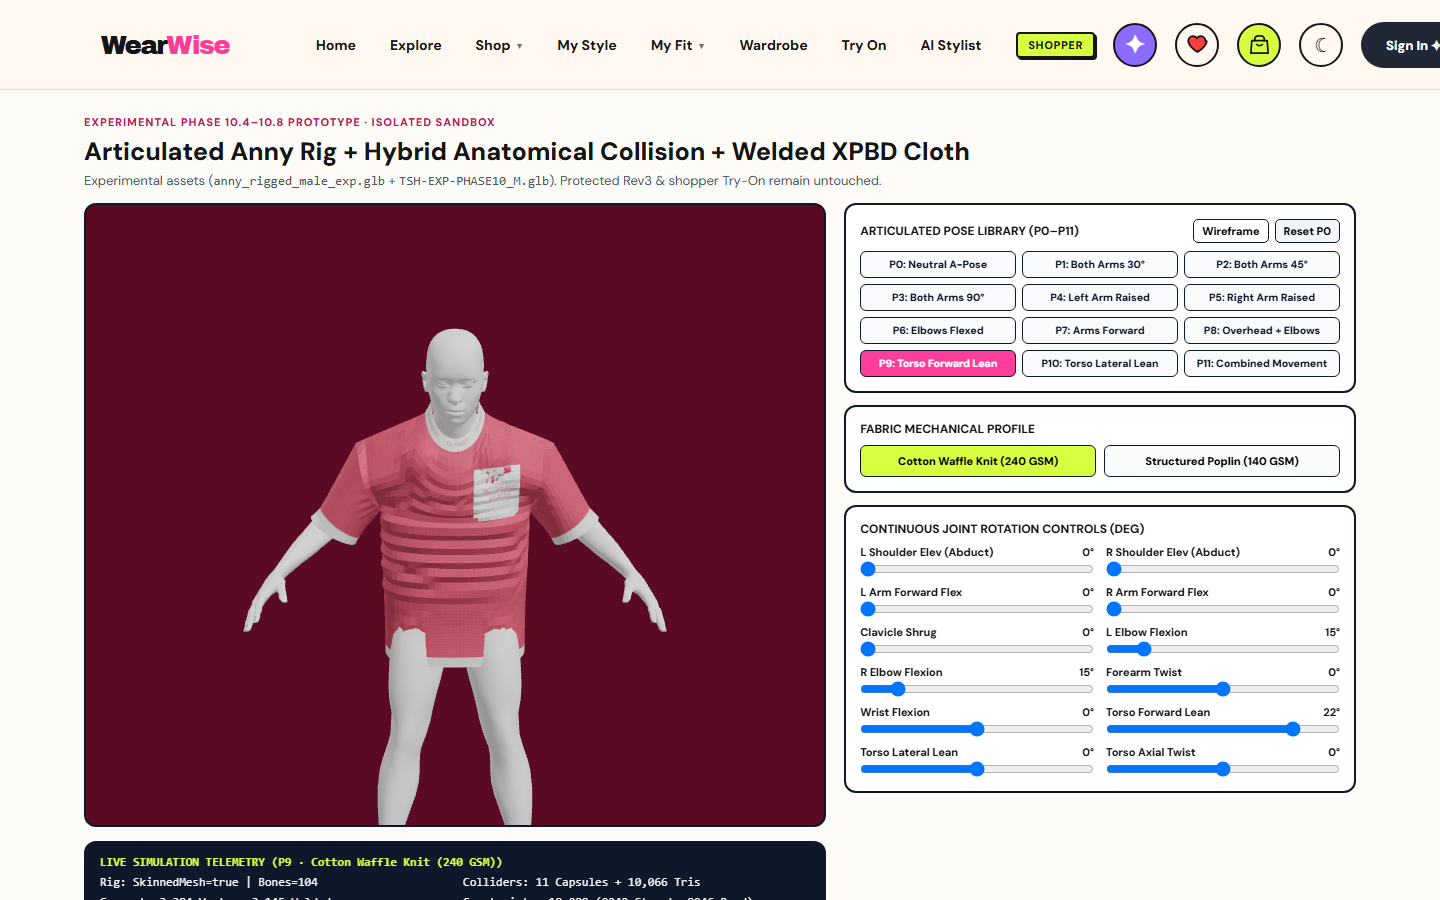 WearWise
Home
Explore
Shop ▼
My Style
My Fit ▼
Wardrobe
Try On
AI Stylist
SHOPPER
Sign In ✦
EXPERIMENTAL PHASE 10.4–10.8 PROTOTYPE · ISOLATED SANDBOX
Articulated Anny Rig + Hybrid Anatomical Collision + Welded XPBD Cloth
Experimental assets (anny_rigged_male_exp.glb + TSH-EXP-PHASE10_M.glb). Protected Rev3 & shopper Try-On remain untouched.
ARTICULATED POSE LIBRARY (P0–P11)
Wireframe
Reset P0
P0: Neutral A-Pose
P1: Both Arms 30°
P2: Both Arms 45°
P3: Both Arms 90°
P4: Left Arm Raised
P5: Right Arm Raised
P6: Elbows Flexed
P7: Arms Forward
P8: Overhead + Elbows
P9: Torso Forward Lean
P10: Torso Lateral Lean
P11: Combined Movement
FABRIC MECHANICAL PROFILE
Cotton Waffle Knit (240 GSM)
Structured Poplin (140 GSM)
CONTINUOUS JOINT ROTATION CONTROLS (DEG)
L Shoulder Elev (Abduct) 0°
R Shoulder Elev (Abduct) 0°
L Arm Forward Flex 0°
R Arm Forward Flex 0°
Clavicle Shrug 0°
L Elbow Flexion 15°
R Elbow Flexion 15°
Forearm Twist 0°
Wrist Flexion 0°
Torso Forward Lean 22°
Torso Lateral Lean 0°
Torso Axial Twist 0°
LIVE SIMULATION TELEMETRY (P9 · Cotton Waffle Knit (240 GSM))
Rig: SkinnedMesh=true | Bones=104
Colliders: 11 Capsules + 10,066 Tris